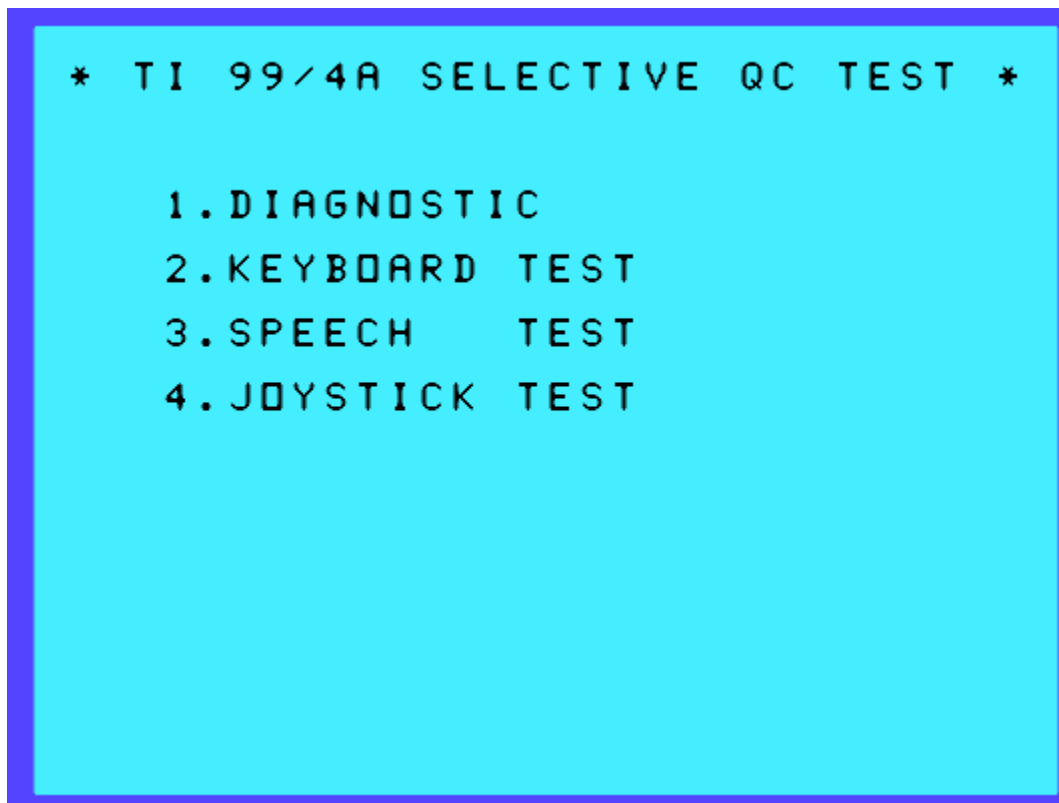 * TI 99/4A SELECTIVE QC TEST *
1.DIAGNOSTIC
2.KEYBOARD TEST
3.SPEECH   TEST
4.JOYSTICK TEST